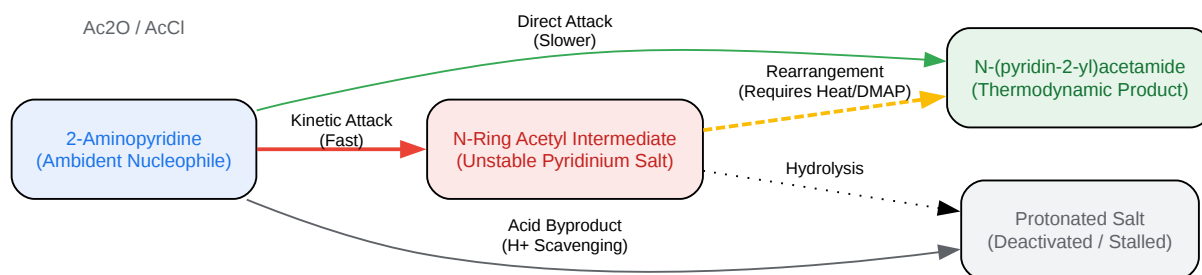 Ac2O / AcCl
Direct Attack
(Slower)
N-(pyridin-2-yl)acetamide
(Thermodynamic Product)
Rearrangement
(Requires Heat/DMAP)
2-Aminopyridine
(Ambident Nucleophile)
Kinetic Attack
(Fast)
N-Ring Acetyl Intermediate
(Unstable Pyridinium Salt)
Hydrolysis
Acid Byproduct
(H+ Scavenging)
Protonated Salt
(Deactivated / Stalled)